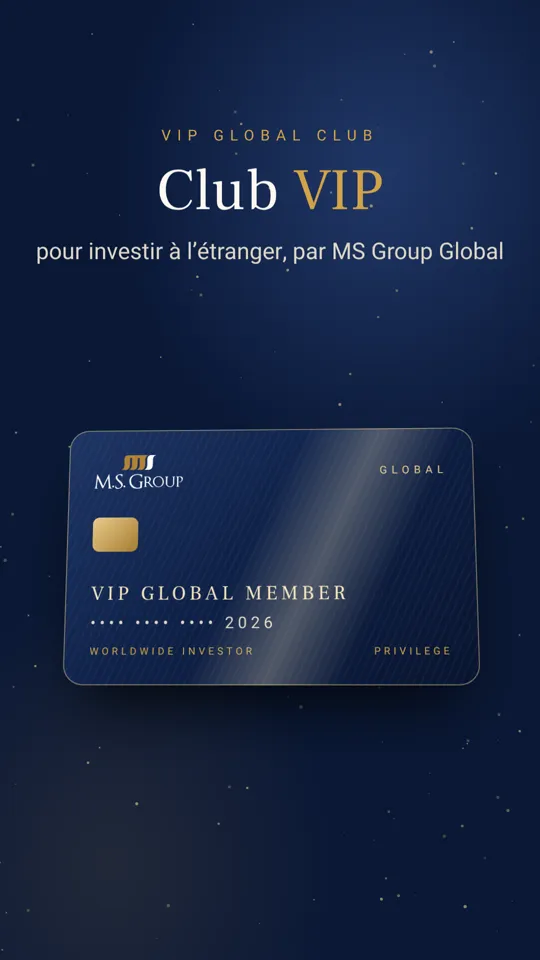 VIP GLOBAL CLUB
Club VIP
pour investir à l’étranger, par MS Group Global
M.S. GROUP
GLOBAL
VIP GLOBAL MEMBER
•••• •••• •••• 2026
WORLDWIDE INVESTOR
PRIVILEGE